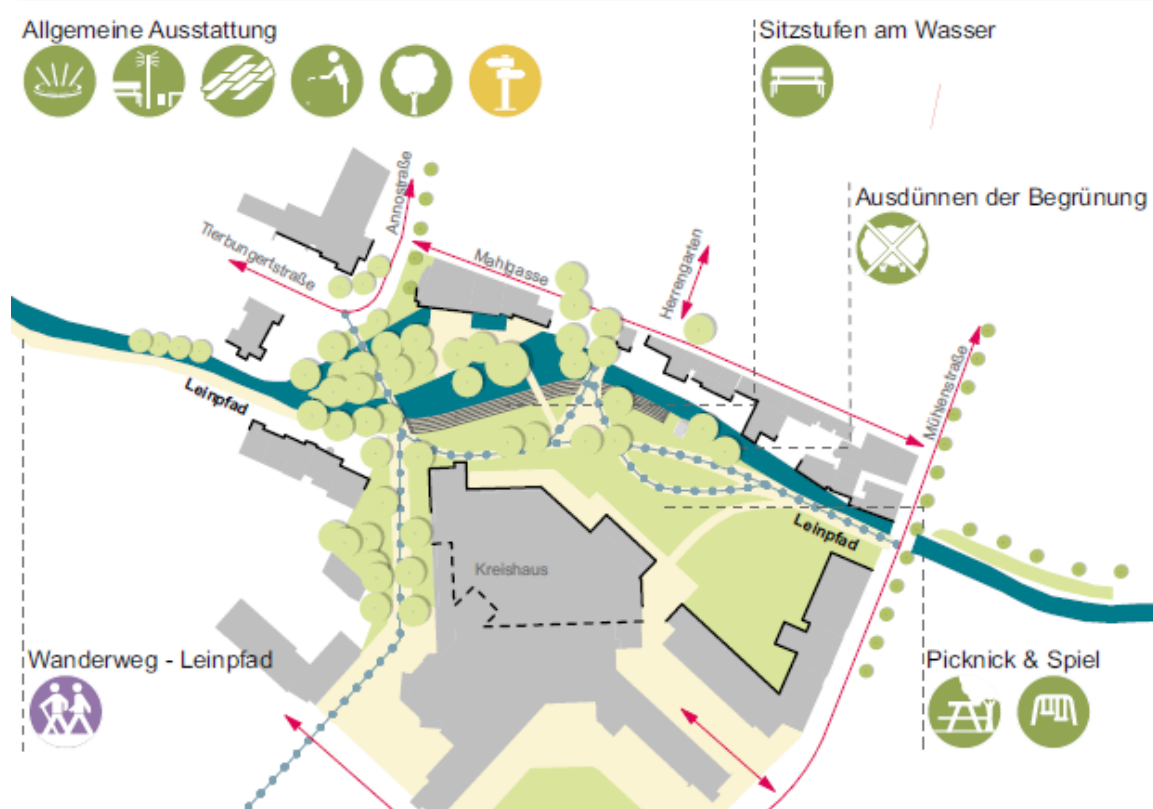 Allgemeine Ausstattung
Sitzstufen am Wasser
Ausdünnen der Begrünung
Annostraße
Tierbungertstraße
Mahlgasse
Herrengarten
Mühlenstraße
Leinpfad
Leinpfad
Kreishaus
Wanderweg - Leinpfad
Picknick & Spiel